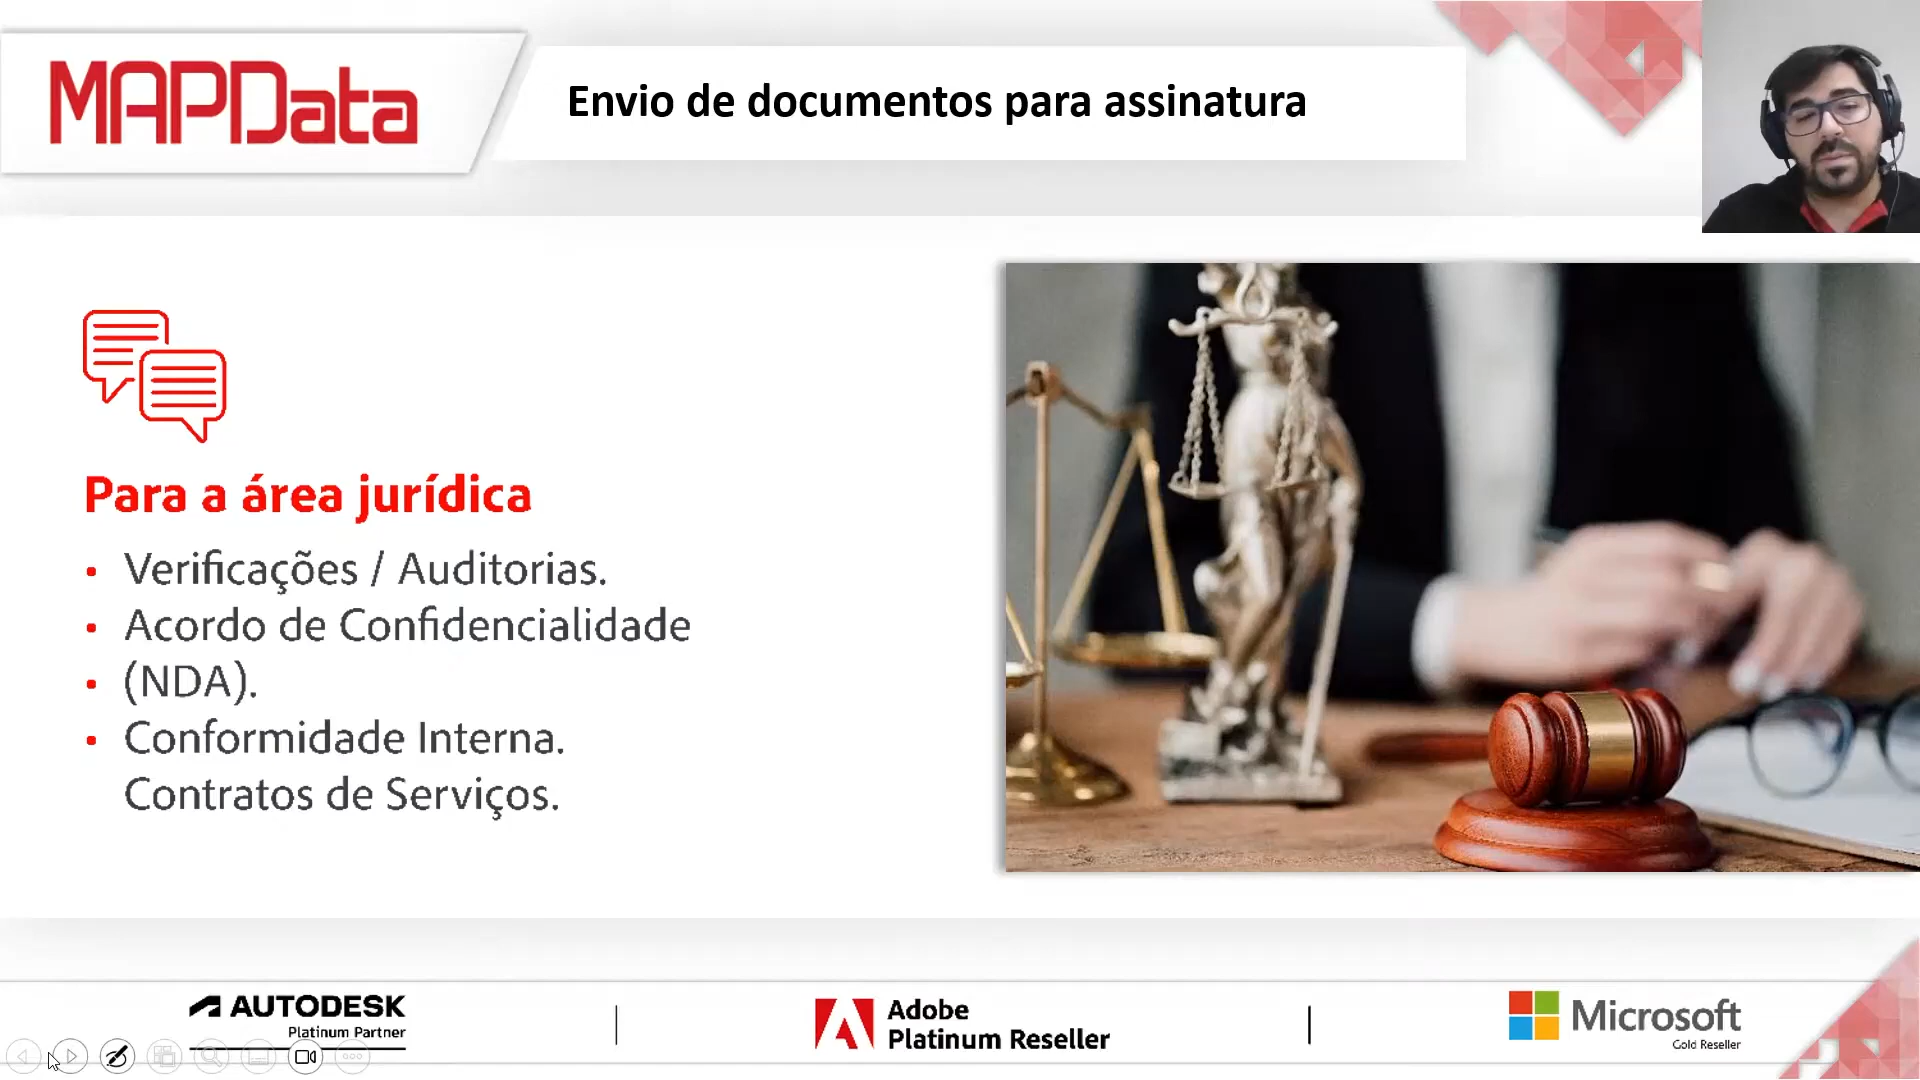 MAPData
Envio de documentos para assinatura
Para a área jurídica
• Verificações / Auditorias.
• Acordo de Confidencialidade
• (NDA).
• Conformidade Interna.
Contratos de Serviços.
AUTODESK
Platinum Partner
Adobe
Platinum Reseller
Microsoft
Gold Reseller